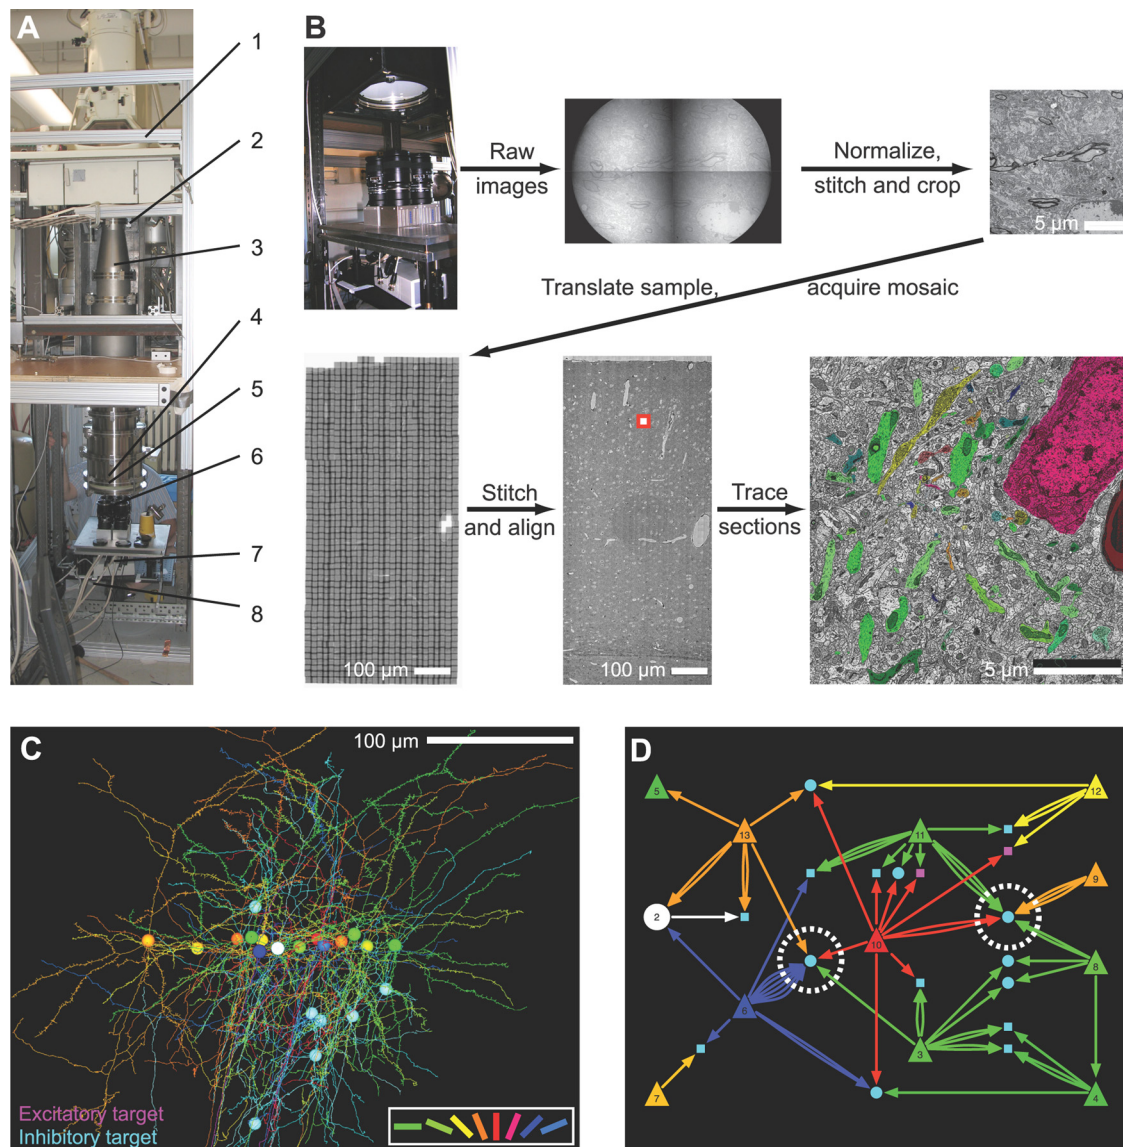 A
1
2
3
4
5
6
7
8
B
Raw
images
Normalize,
stitch and crop
5 µm
Translate sample,
acquire mosaic
100 µm
Stitch
and align
100 µm
Trace
sections
5 µm
C
100 µm
Excitatory target
Inhibitory target
D
5
12
13
11
9
2
10
8
6
3
7
4